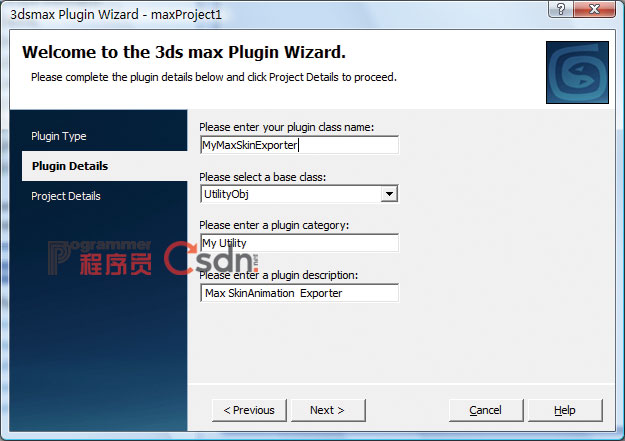 3dsmax Plugin Wizard - maxProject1
Welcome to the 3ds max Plugin Wizard.
Please complete the plugin details below and click Project Details to proceed.
Plugin Type
Plugin Details
Project Details
Please enter your plugin class name:
MyMaxSkinExporter
Please select a base class:
UtilityObj
Please enter a plugin category:
My Utility
Please enter a plugin description:
Max SkinAnimation Exporter
Programmer
程序员
Csdn.net
< Previous
Next >
Cancel
Help